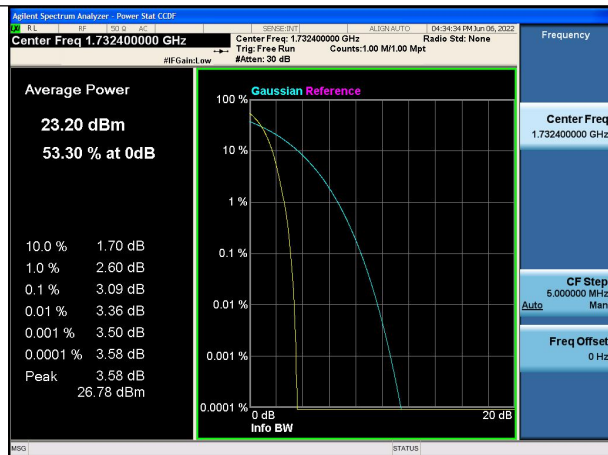 Agilent Spectrum Analyzer - Power Stat CCDF
RL RF 50 Ω AC SENSE:INT ALIGN AUTO 04:34:34 PM Jun 06, 2022
Center Freq 1.732400000 GHz
Center Freq: 1.732400000 GHz Radio Std: None
Trig: Free Run Counts:1.00 M/1.00 Mpt
#IFGain:Low #Atten: 30 dB
Frequency
Average Power
23.20 dBm
53.30 % at 0dB
10.0 % 1.70 dB
1.0 % 2.60 dB
0.1 % 3.09 dB
0.01 % 3.36 dB
0.001 % 3.50 dB
0.0001 % 3.58 dB
Peak 3.58 dB
26.78 dBm
Gaussian Reference
100 %
10 %
1 %
0.1 %
0.01 %
0.001 %
0.0001 %
0 dB 20 dB
Info BW
Center Freq
1.732400000 GHz
CF Step
5.000000 MHz
Auto Man
Freq Offset
0 Hz
MSG STATUS